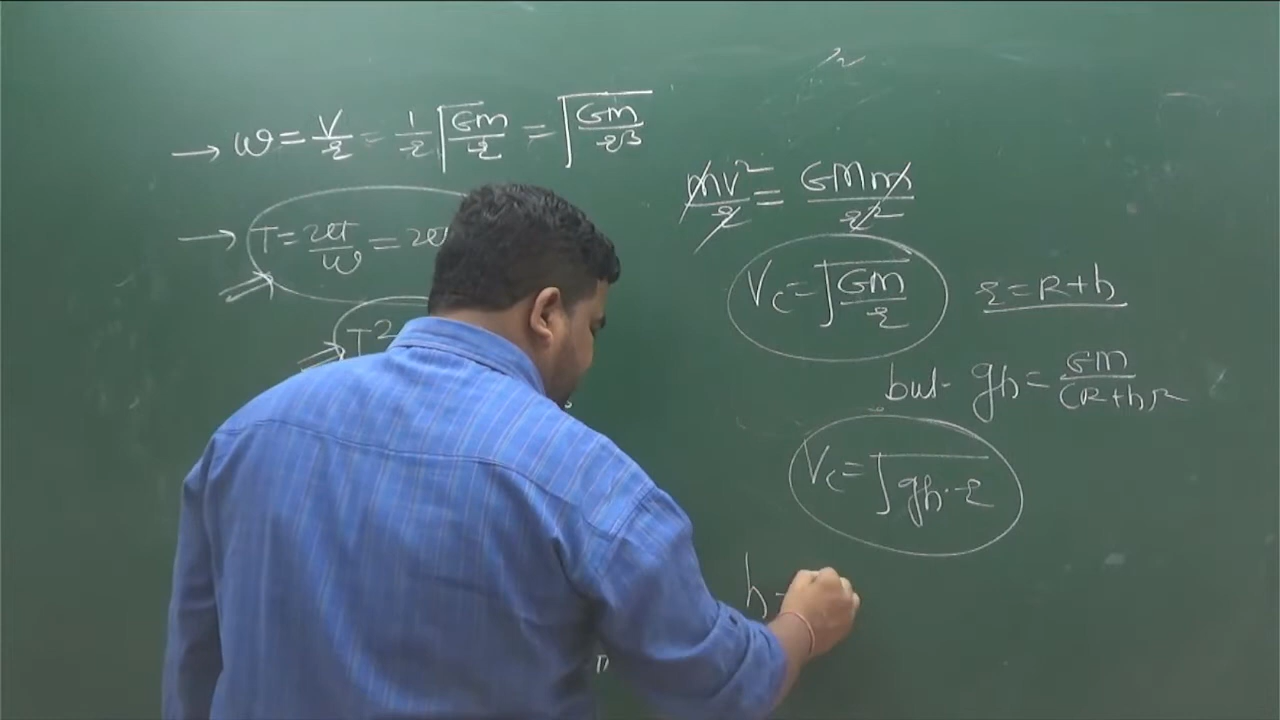 → ω = V/r = 1/r √(GM/r) = √(GM/r³)
→ T = 2π/ω = 2π
⇒ T²
mv²/r = GMm/r²
Vc = √(GM/r)
r = R+h
but gh = GM/(R+h)²
Vc = √(gh·r)
h =